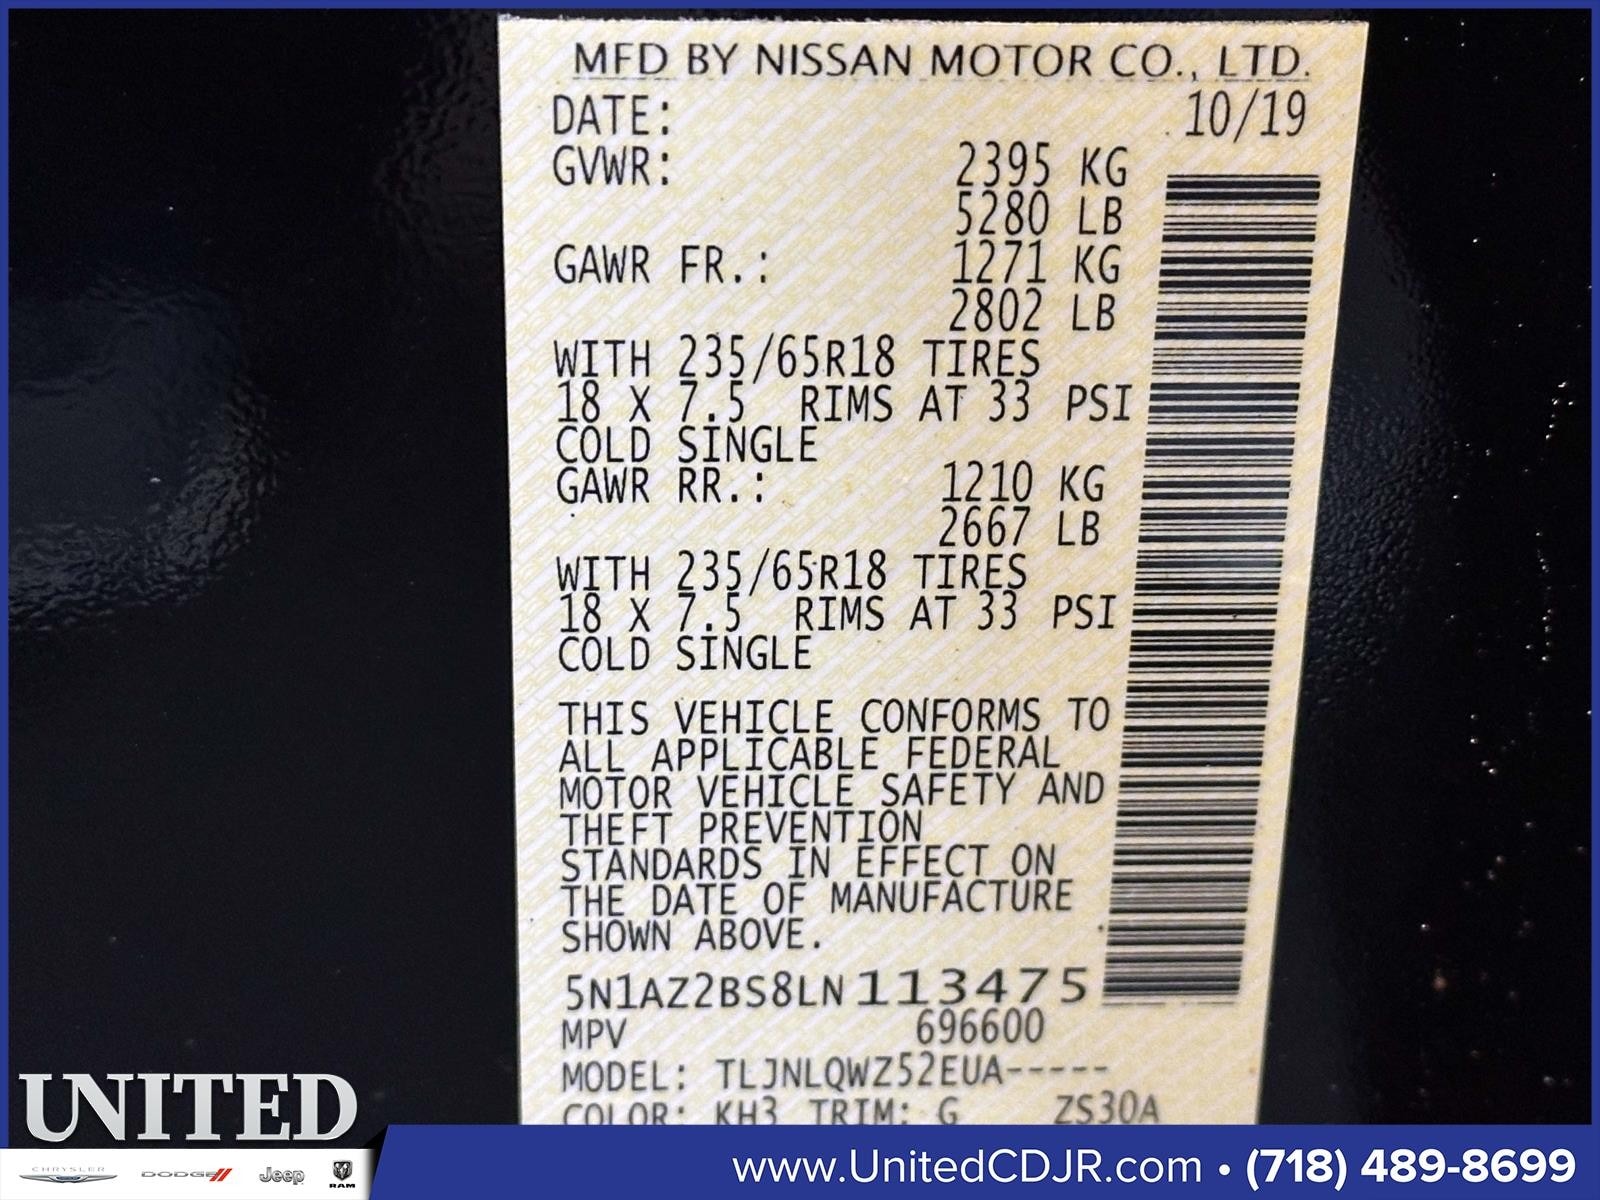 MFD BY NISSAN MOTOR CO., LTD.
DATE: 10/19
GVWR: 2395 KG
5280 LB
GAWR FR.: 1271 KG
2802 LB
WITH 235/65R18 TIRES
18 X 7.5 RIMS AT 33 PSI
COLD SINGLE
GAWR RR.: 1210 KG
2667 LB
WITH 235/65R18 TIRES
18 X 7.5 RIMS AT 33 PSI
COLD SINGLE
THIS VEHICLE CONFORMS TO
ALL APPLICABLE FEDERAL
MOTOR VEHICLE SAFETY AND
THEFT PREVENTION
STANDARDS IN EFFECT ON
THE DATE OF MANUFACTURE
SHOWN ABOVE.
5N1AZ2BS8LN113475
MPV 696600
MODEL: TLJNLQWZ52EUA-----
COLOR: KH3 TRIM: G ZS30A
UNITED
CHRYSLER DODGE Jeep RAM
www.UnitedCDJR.com • (718) 489-8699